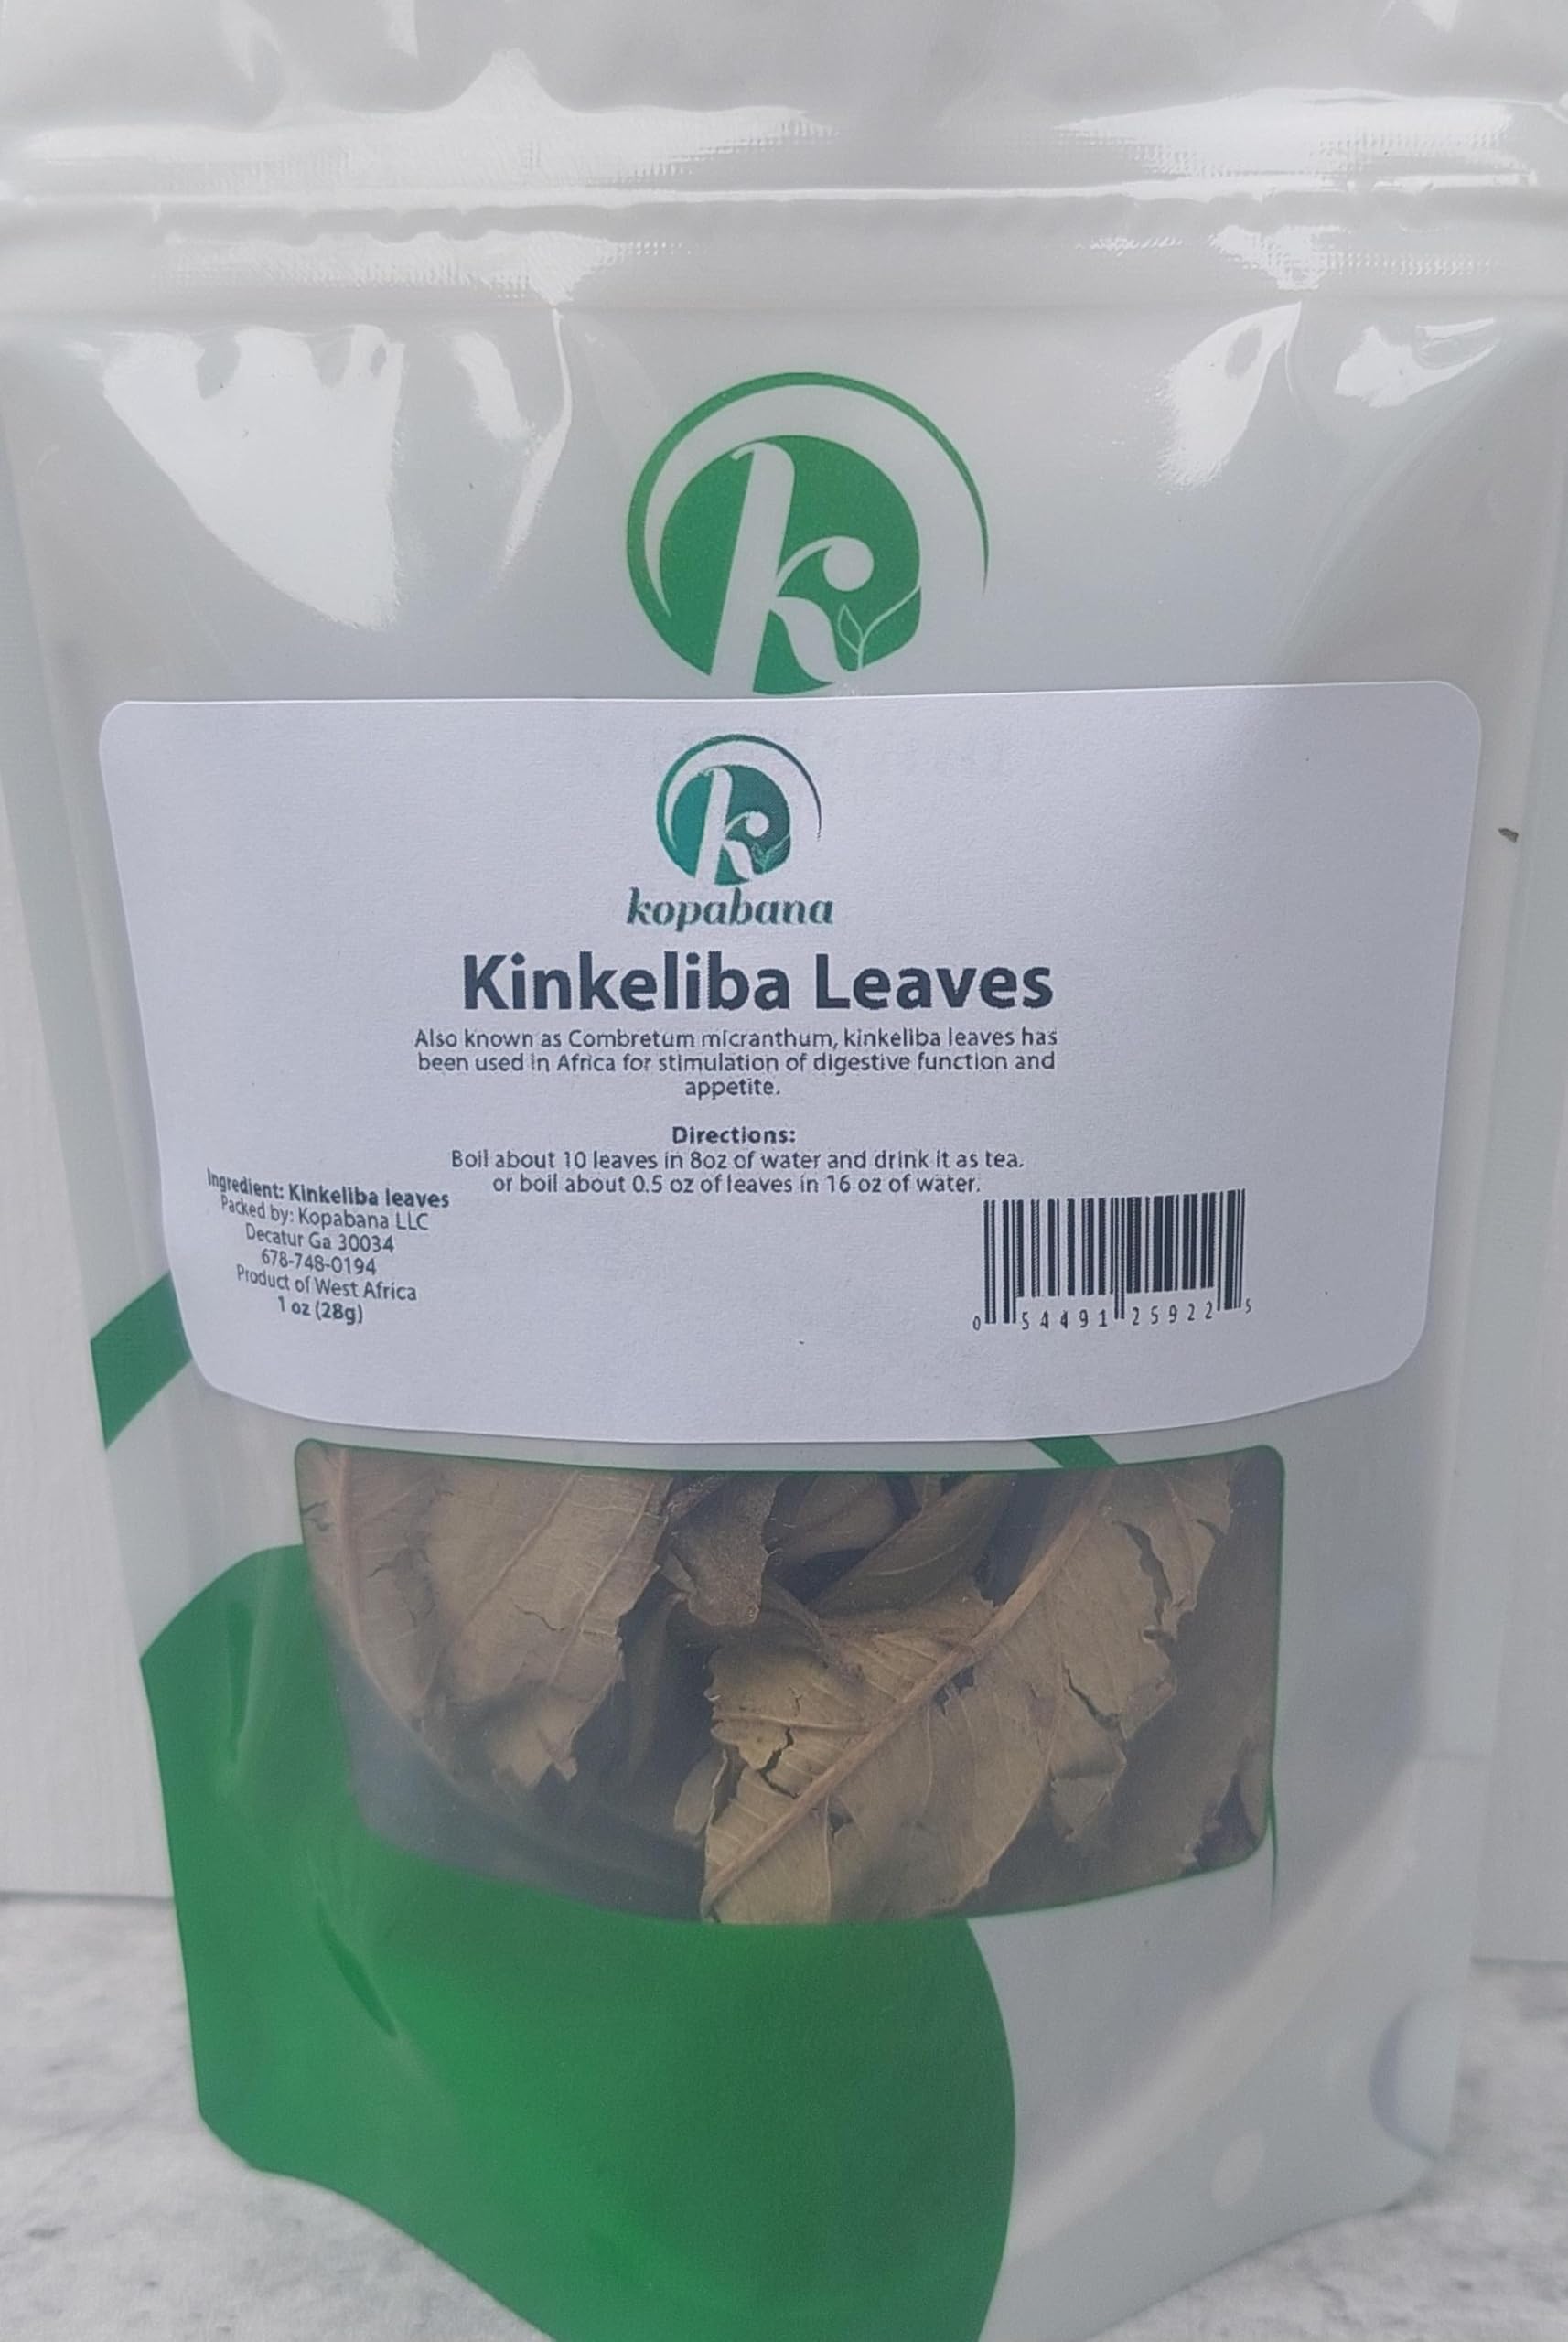 k
k
kopabana
Kinkeliba Leaves
Also known as Combretum micranthum, kinkeliba leaves has
been used in Africa for stimulation of digestive function and
appetite.
Directions:
Boil about 10 leaves in 8oz of water and drink it as tea.
or boil about 0.5 oz of leaves in 16 oz of water.
Ingredient: Kinkeliba leaves
Packed by: Kopabana LLC
Decatur Ga 30034
678-748-0194
Product of West Africa
1 oz (28g)
0 54491 25922 5